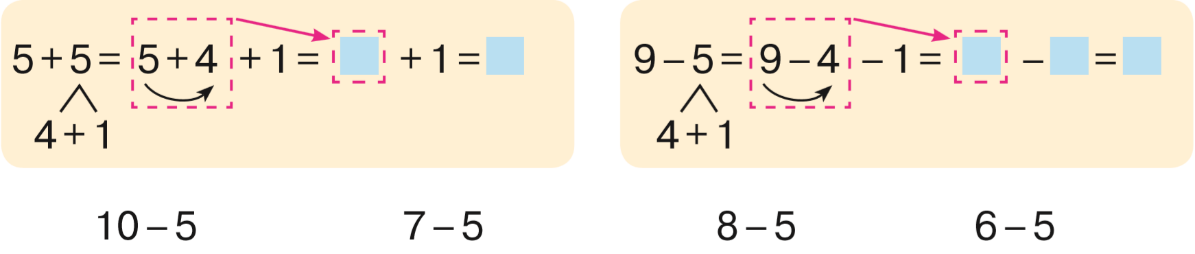 5 + 5 = 5 + 4 + 1 = + 1 =
4 + 1
9 – 5 = 9 – 4 – 1 = – =
4 + 1
10 – 5 7 – 5 8 – 5 6 – 5